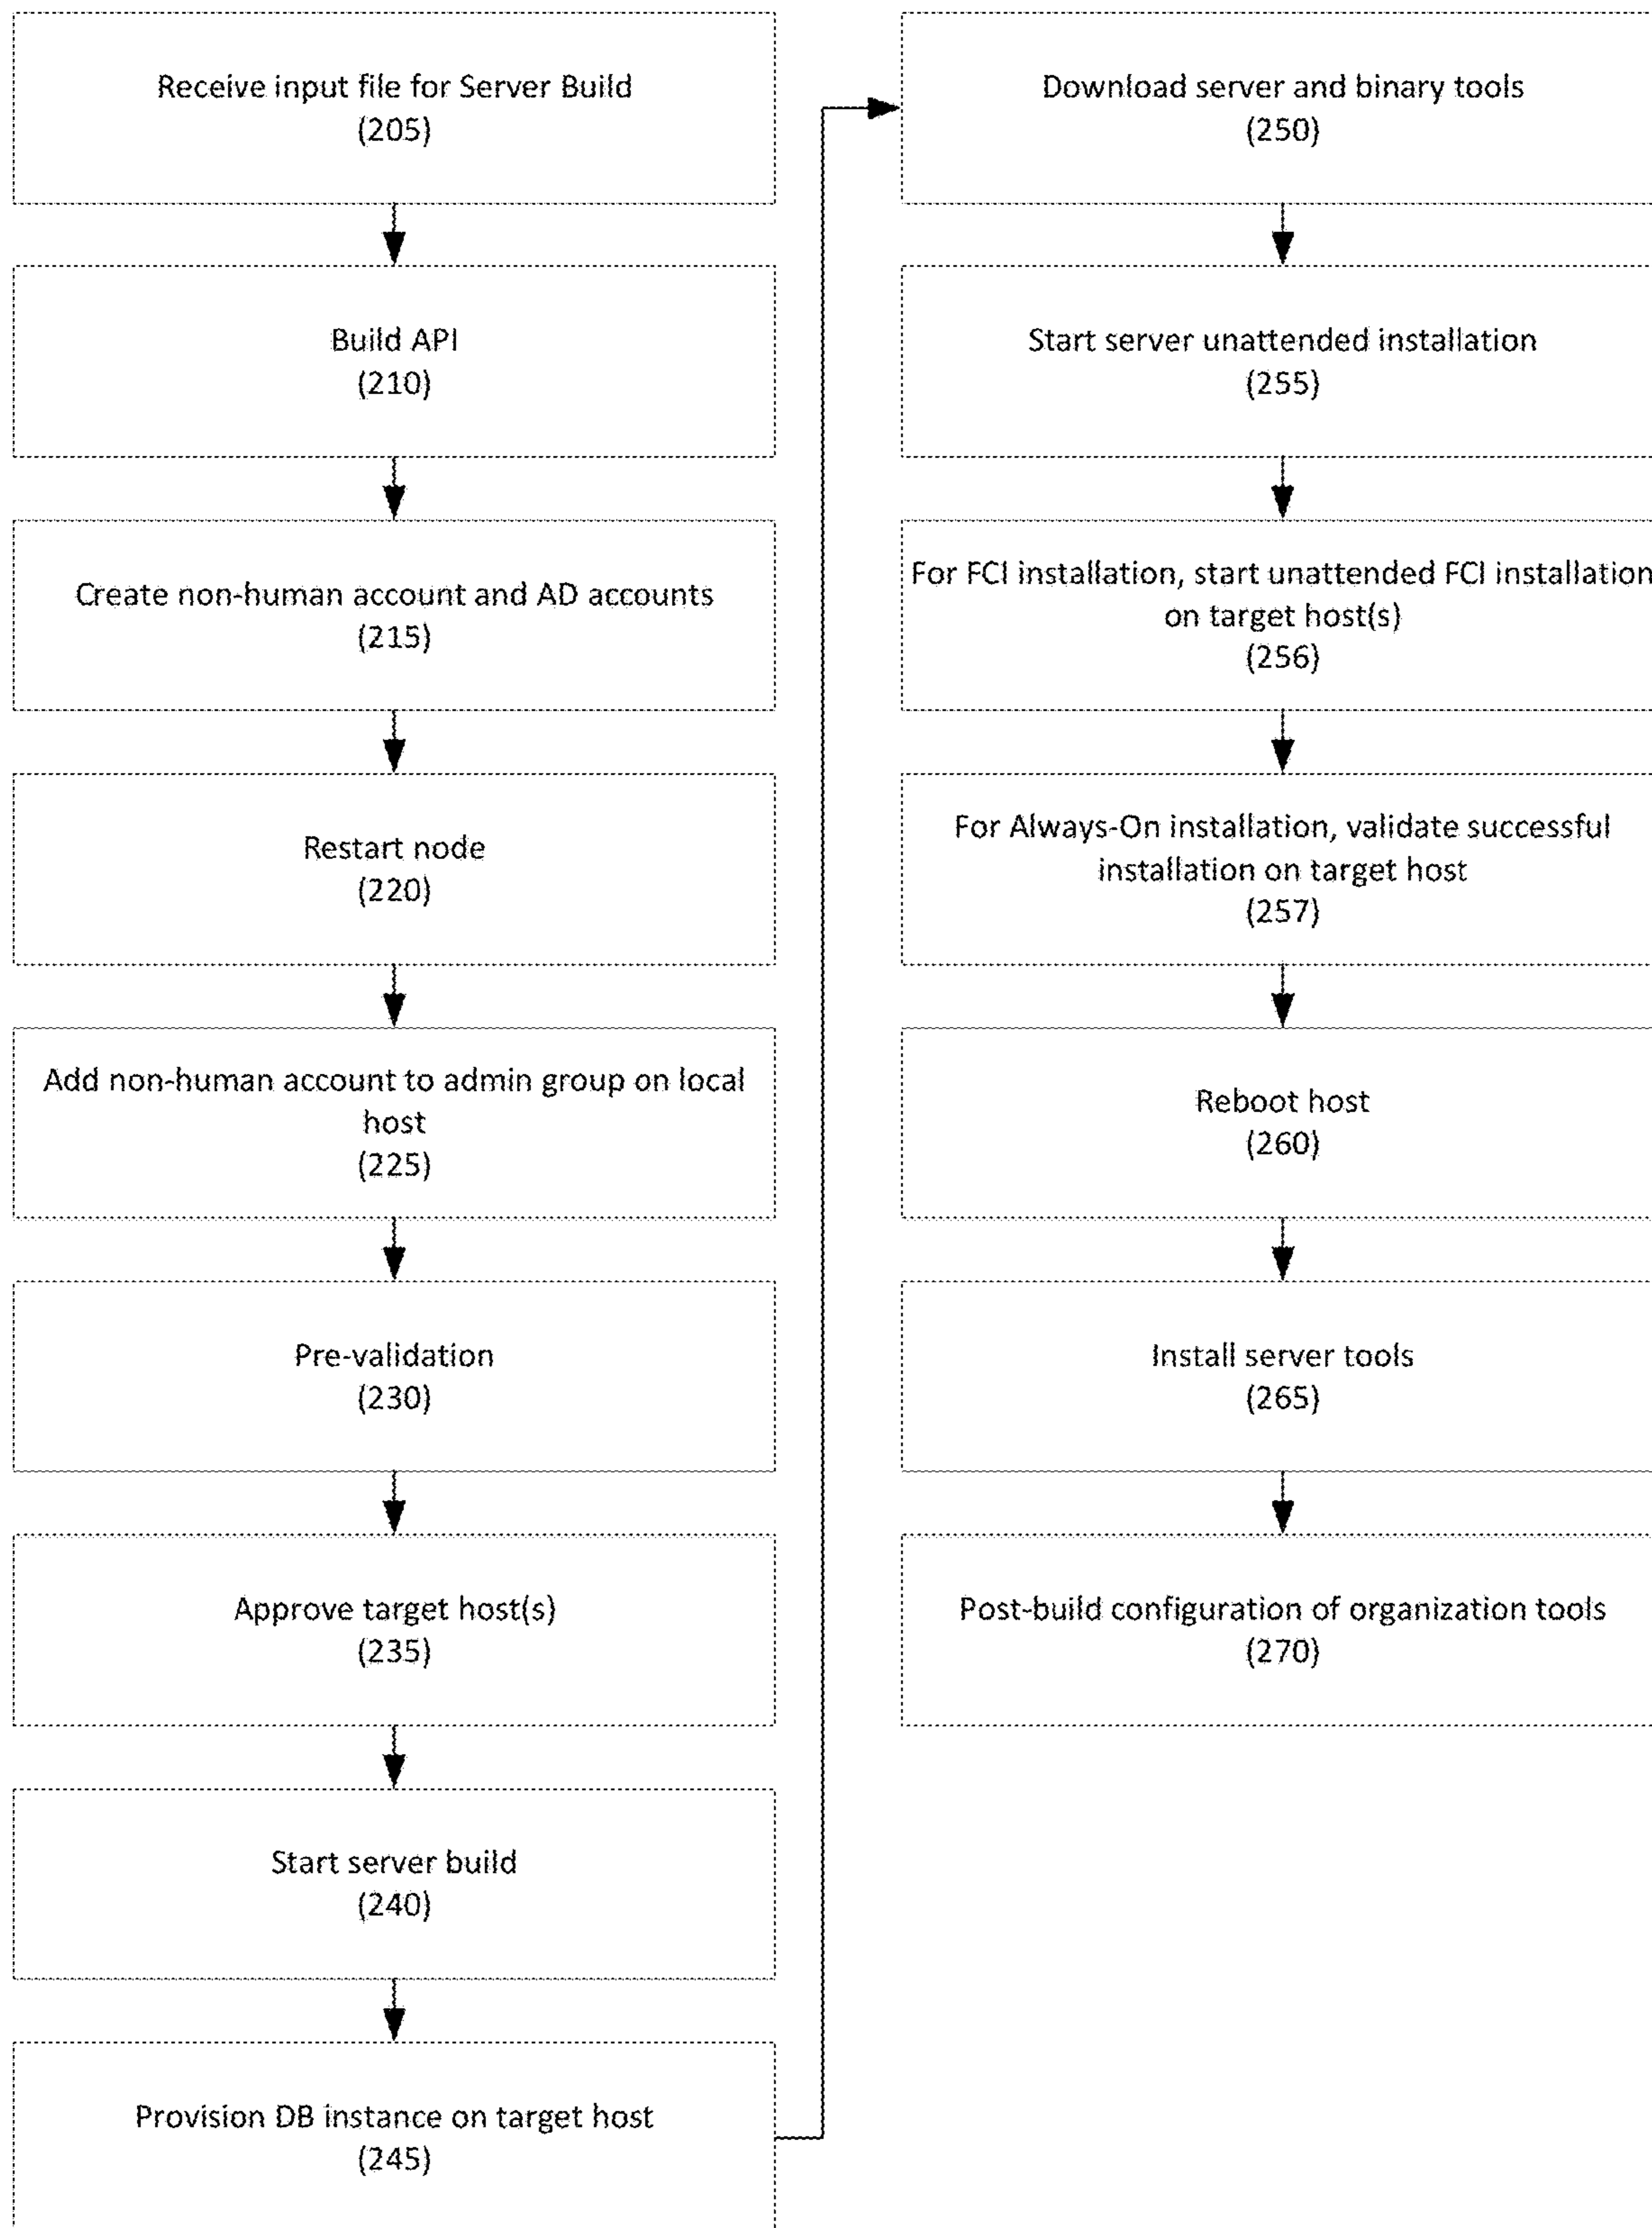 Receive input file for Server Build
(205)
Build API
(210)
Create non-human account and AD accounts
(215)
Restart node
(220)
Add non-human account to admin group on local
host
(225)
Pre-validation
(230)
Approve target host(s)
(235)
Start server build
(240)
Provision DB instance on target host
(245)
Download server and binary tools
(250)
Start server unattended installation
(255)
For FCI installation, start unattended FCI installation
on target host(s)
(256)
For Always-On installation, validate successful
installation on target host
(257)
Reboot host
(260)
Install server tools
(265)
Post-build configuration of organization tools
(270)